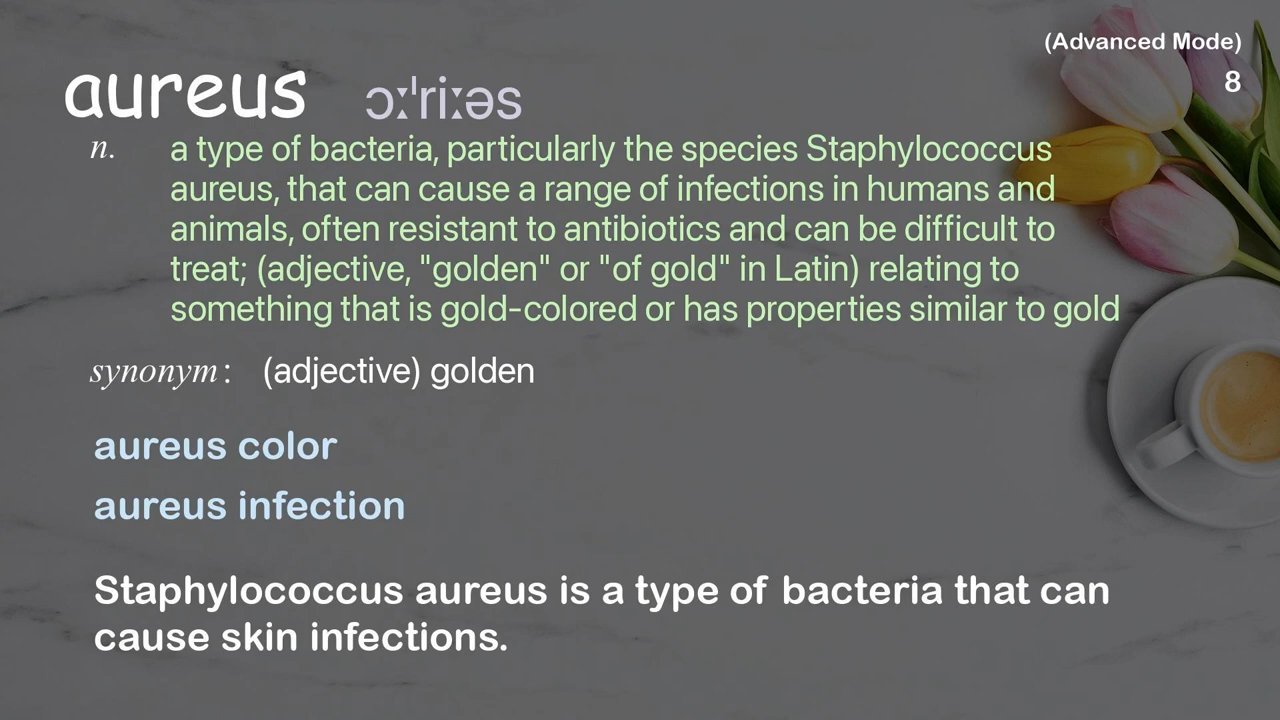 (Advanced Mode)
8
aureus ɔːˈriːəs
n. a type of bacteria, particularly the species Staphylococcus
aureus, that can cause a range of infections in humans and
animals, often resistant to antibiotics and can be difficult to
treat; (adjective, "golden" or "of gold" in Latin) relating to
something that is gold-colored or has properties similar to gold
synonym: (adjective) golden
aureus color
aureus infection
Staphylococcus aureus is a type of bacteria that can
cause skin infections.